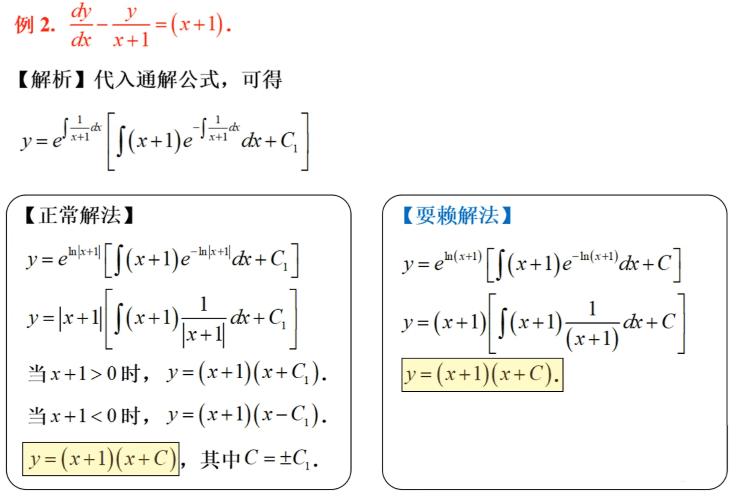 例 2. \frac{dy}{dx} - \frac{y}{x+1} = (x+1).
【解析】代入通解公式，可得
y = e^{\int \frac{1}{x+1} dx} \left[ \int (x+1) e^{-\int \frac{1}{x+1} dx} dx + C_1 \right]
【正常解法】
y = e^{\ln|x+1|} \left[ \int (x+1) e^{-\ln|x+1|} dx + C_1 \right]
y = |x+1| \left[ \int (x+1) \frac{1}{|x+1|} dx + C_1 \right]
当 x+1>0 时，y = (x+1)(x+C_1).
当 x+1<0 时，y = (x+1)(x-C_1).
y = (x+1)(x+C)，其中 C = ±C_1.
【耍赖解法】
y = e^{\ln(x+1)} \left[ \int (x+1) e^{-\ln(x+1)} dx + C \right]
y = (x+1) \left[ \int (x+1) \frac{1}{(x+1)} dx + C \right]
y = (x+1)(x+C).